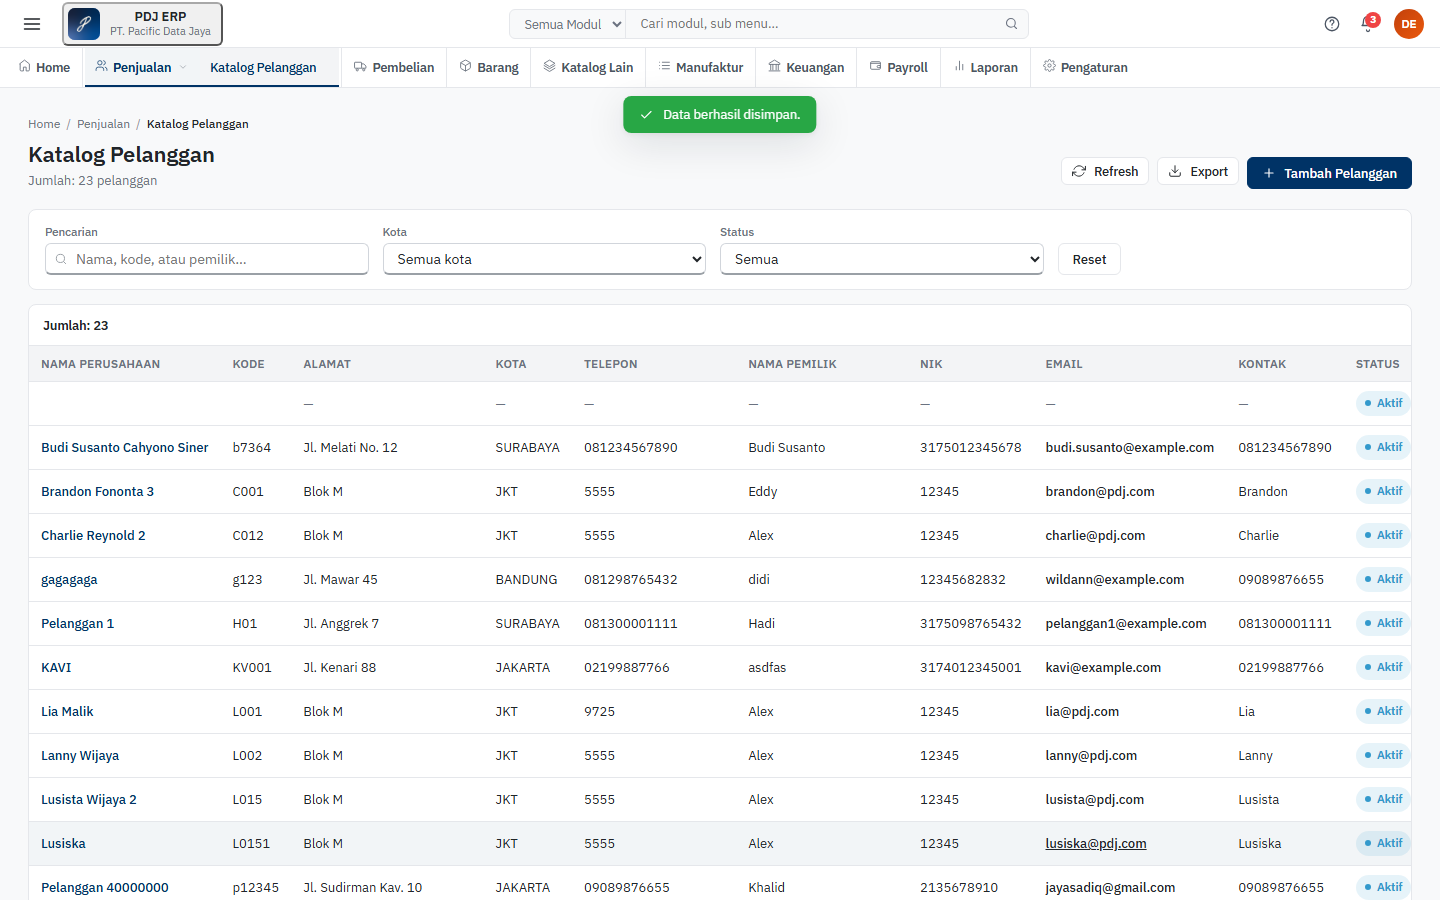 PDJ ERP
PT. Pacific Data Jaya
Semua Modul
Cari modul, sub menu...
3
DE
Home
Penjualan
Katalog Pelanggan
Pembelian
Barang
Katalog Lain
Manufaktur
Keuangan
Payroll
Laporan
Pengaturan
Data berhasil disimpan.
Home / Penjualan / Katalog Pelanggan
Katalog Pelanggan
Jumlah: 23 pelanggan
Refresh
Export
Tambah Pelanggan
Pencarian
Kota
Status
Nama, kode, atau pemilik...
Semua kota
Semua
Reset
Jumlah: 23
NAMA PERUSAHAAN KODE ALAMAT KOTA TELEPON NAMA PEMILIK NIK EMAIL KONTAK STATUS
— — — — — — — Aktif
Budi Susanto Cahyono Siner b7364 Jl. Melati No. 12 SURABAYA 081234567890 Budi Susanto 3175012345678 budi.susanto@example.com 081234567890 Aktif
Brandon Fononta 3 C001 Blok M JKT 5555 Eddy 12345 brandon@pdj.com Brandon Aktif
Charlie Reynold 2 C012 Blok M JKT 5555 Alex 12345 charlie@pdj.com Charlie Aktif
gagagaga g123 Jl. Mawar 45 BANDUNG 081298765432 didi 12345682832 wildann@example.com 09089876655 Aktif
Pelanggan 1 H01 Jl. Anggrek 7 SURABAYA 081300001111 Hadi 3175098765432 pelanggan1@example.com 081300001111 Aktif
KAVI KV001 Jl. Kenari 88 JAKARTA 02199887766 asdfas 3174012345001 kavi@example.com 02199887766 Aktif
Lia Malik L001 Blok M JKT 9725 Alex 12345 lia@pdj.com Lia Aktif
Lanny Wijaya L002 Blok M JKT 5555 Alex 12345 lanny@pdj.com Lanny Aktif
Lusista Wijaya 2 L015 Blok M JKT 5555 Alex 12345 lusista@pdj.com Lusista Aktif
Lusiska L0151 Blok M JKT 5555 Alex 12345 lusiska@pdj.com Lusiska Aktif
Pelanggan 40000000 p12345 Jl. Sudirman Kav. 10 JAKARTA 09089876655 Khalid 2135678910 jayasadiq@gmail.com 09089876655 Aktif